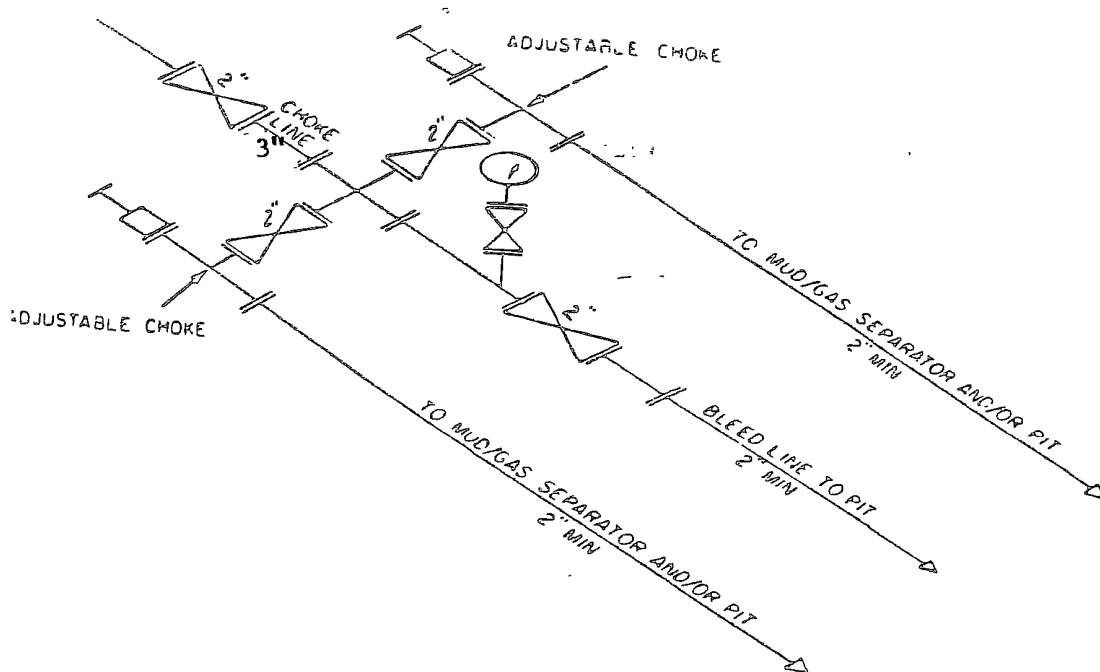 ADJUSTABLE CHOKE
2"
CHOKE
LINE
3"
2"
P
2"
ADJUSTABLE CHOKE
2"
TO MUD/GAS SEPARATOR AND/OR PIT
2" MIN
BLEED LINE TO PIT
2" MIN
TO MUD/GAS SEPARATOR AND/OR PIT
2" MIN